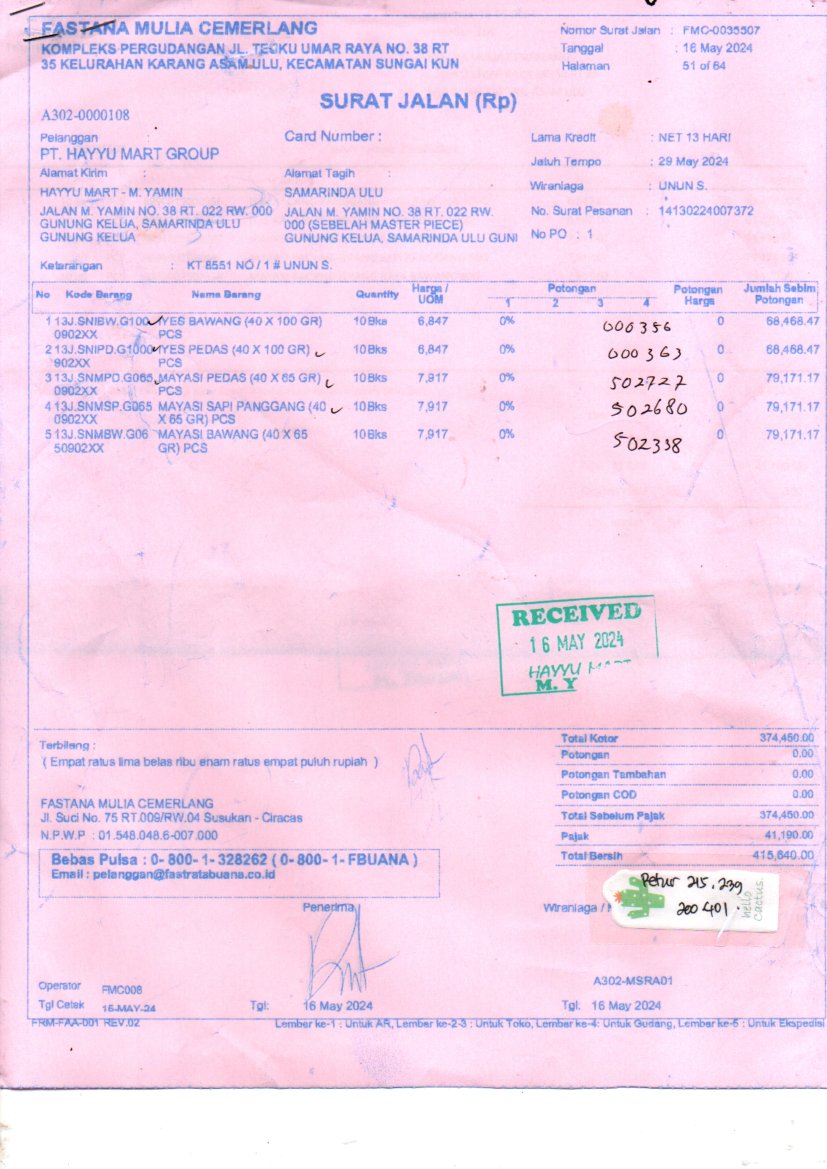 FASTANA MULIA CEMERLANG
KOMPLEKS PERGUDANGAN JL. TEUKU UMAR RAYA NO. 38 RT
35 KELURAHAN KARANG ASAM ULU, KECAMATAN SUNGAI KUN
Nomor Surat Jalan : FMC-0035507
Tanggal : 16 May 2024
Halaman : 51 of 64
SURAT JALAN (Rp)
A302-0000108
Pelanggan :
PT. HAYYU MART GROUP
Card Number :
Alamat Kirim :
HAYYU MART - M. YAMIN
JALAN M. YAMIN NO. 38 RT. 022 RW. 000
GUNUNG KELUA, SAMARINDA ULU
GUNUNG KELUA
Alamat Tagih :
SAMARINDA ULU
JALAN M. YAMIN NO. 38 RT. 022 RW.
000 (SEBELAH MASTER PIECE)
GUNUNG KELUA, SAMARINDA ULU GUNI
Lama Kredit : NET 13 HARI
Jatuh Tempo : 29 May 2024
Wiraniaga : UNUN S.
No. Surat Pesanan : 14130224007372
No PO : 1
Keterangan : KT 8551 NO / 1 # UNUN S.
No Kode Barang Nama Barang Quantity Harga / UOM Potongan 1 2 3 4 Potongan Harga Jumlah Seblm Potongan
1 13J.SNIBW.G100 IYES BAWANG (40 X 100 GR) 10 Bks 6,847 0% 000356 0 68,468.47
0902XX PCS
2 13J.SNIPD.G1000 IYES PEDAS (40 X 100 GR) 10 Bks 6,847 0% 000363 0 68,468.47
902XX PCS
3 13J.SNMPD.G065 MAYASI PEDAS (40 X 65 GR) 10 Bks 7,917 0% 502727 0 79,171.17
0902XX PCS
4 13J.SNMSP.G065 MAYASI SAPI PANGGANG (40 10 Bks 7,917 0% 502680 0 79,171.17
0902XX X 65 GR) PCS
5 13J.SNMBW.G06 MAYASI BAWANG (40 X 65 10 Bks 7,917 0% 502338 0 79,171.17
50902XX GR) PCS
RECEIVED
16 MAY 2024
HAYYU MART
M. Y
Terbilang :
( Empat ratus lima belas ribu enam ratus empat puluh rupiah )
FASTANA MULIA CEMERLANG
Jl. Suci No. 75 RT.009/RW.04 Susukan - Ciracas
N.P.W.P : 01.548.048.6-007.000
Bebas Pulsa : 0- 800- 1- 328262 ( 0- 800- 1- FBUANA )
Email : pelanggan@fastratabuana.co.id
Total Kotor 374,450.00
Potongan 0.00
Potongan Tambahan 0.00
Potongan COD 0.00
Total Sebelum Pajak 374,450.00
Pajak 41,190.00
Total Bersih 415,640.00
Retur 215.239
200 401
hello
cactus
Penerima
Wiraniaga /
Operator FMC008
Tgl Cetak 16-MAY-24
Tgl: 16 May 2024
A302-MSRA01
Tgl. 16 May 2024
FRM-FAA-001 REV.02
Lember ke-1 : Untuk AR, Lember ke-2-3 : Untuk Toko, Lember ke-4: Untuk Gudang, Lember ke-5 : Untuk Ekspedisi